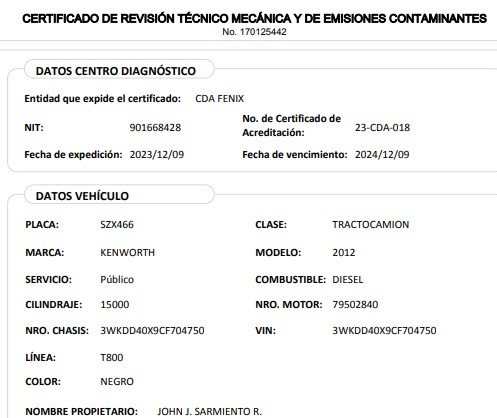 CERTIFICADO DE REVISIÓN TÉCNICO MECÁNICA Y DE EMISIONES CONTAMINANTES
No. 170125442
DATOS CENTRO DIAGNÓSTICO
Entidad que expide el certificado: CDA FENIX
NIT: 901668428 No. de Certificado de Acreditación: 23-CDA-018
Fecha de expedición: 2023/12/09 Fecha de vencimiento: 2024/12/09
DATOS VEHÍCULO
PLACA: SZX466 CLASE: TRACTOCAMION
MARCA: KENWORTH MODELO: 2012
SERVICIO: Público COMBUSTIBLE: DIESEL
CILINDRAJE: 15000 NRO. MOTOR: 79502840
NRO. CHASIS: 3WKDD40X9CF704750 VIN: 3WKDD40X9CF704750
LÍNEA: T800
COLOR: NEGRO
NOMBRE PROPIETARIO: JOHN J. SARMIENTO R.